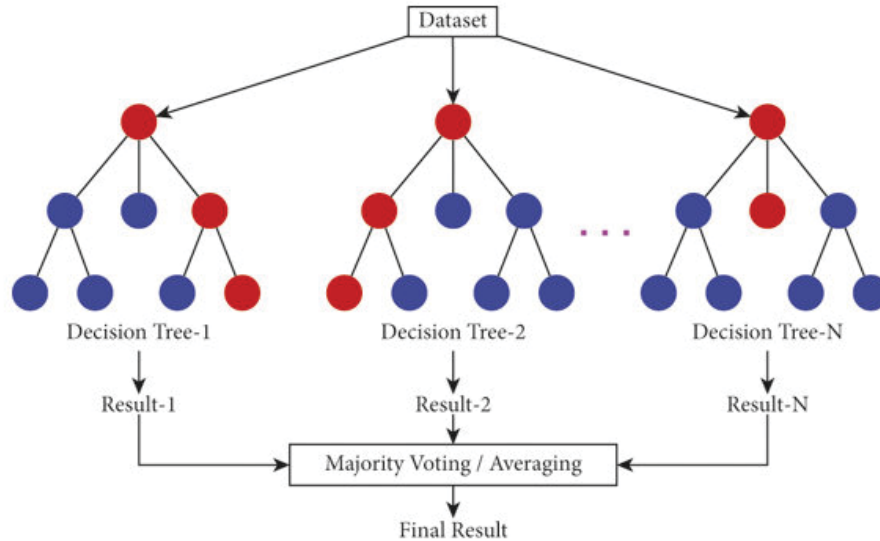 Dataset
Decision Tree-1
Decision Tree-2
Decision Tree-N
Result-1
Result-2
Result-N
Majority Voting / Averaging
Final Result